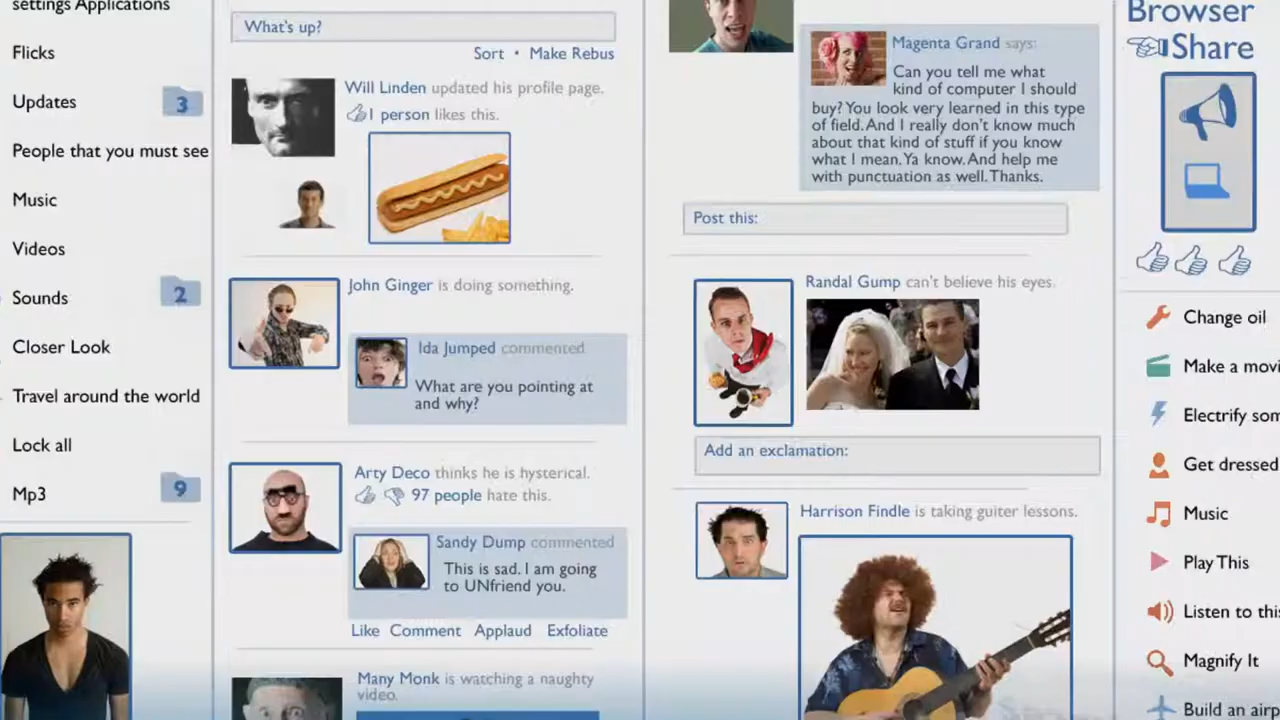 settings Applications
Flicks
Updates
3
People that you must see
Music
Videos
Sounds
2
Closer Look
Travel around the world
Lock all
Mp3
9
What's up?
Sort • Make Rebus
Will Linden updated his profile page.
1 person likes this.
John Ginger is doing something.
Ida Jumped commented
What are you pointing at
and why?
Arty Deco thinks he is hysterical.
97 people hate this.
Sandy Dump commented
This is sad. I am going
to UNfriend you.
Like Comment Applaud Exfoliate
Many Monk is watching a naughty
video.
Magenta Grand says:
Can you tell me what
kind of computer I should
buy? You look very learned in this type
of field. And I really don't know much
about that kind of stuff if you know
what I mean. Ya know. And help me
with punctuation as well. Thanks.
Post this:
Randal Gump can't believe his eyes.
Add an exclamation:
Harrison Findle is taking guiter lessons.
Browser
Share
Change oil
Make a movi
Electrify som
Get dressed
Music
Play This
Listen to this
Magnify It
Build an airp